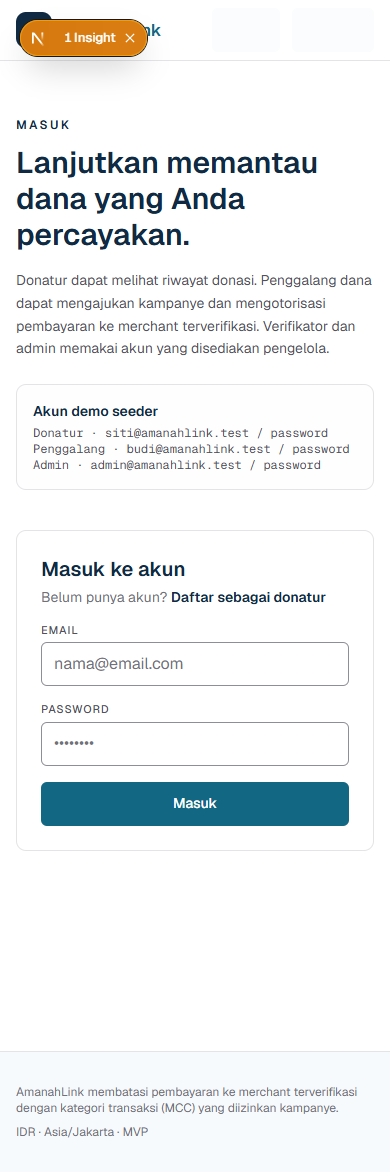 1 Insight
nk
MASUK
Lanjutkan memantau
dana yang Anda
percayakan.
Donatur dapat melihat riwayat donasi. Penggalang dana
dapat mengajukan kampanye dan mengotorisasi
pembayaran ke merchant terverifikasi. Verifikator dan
admin memakai akun yang disediakan pengelola.
Akun demo seeder
Donatur · siti@amanahlink.test / password
Penggalang · budi@amanahlink.test / password
Admin · admin@amanahlink.test / password
Masuk ke akun
Belum punya akun? Daftar sebagai donatur
EMAIL
nama@email.com
PASSWORD
••••••••
Masuk
AmanahLink membatasi pembayaran ke merchant terverifikasi
dengan kategori transaksi (MCC) yang diizinkan kampanye.
IDR · Asia/Jakarta · MVP